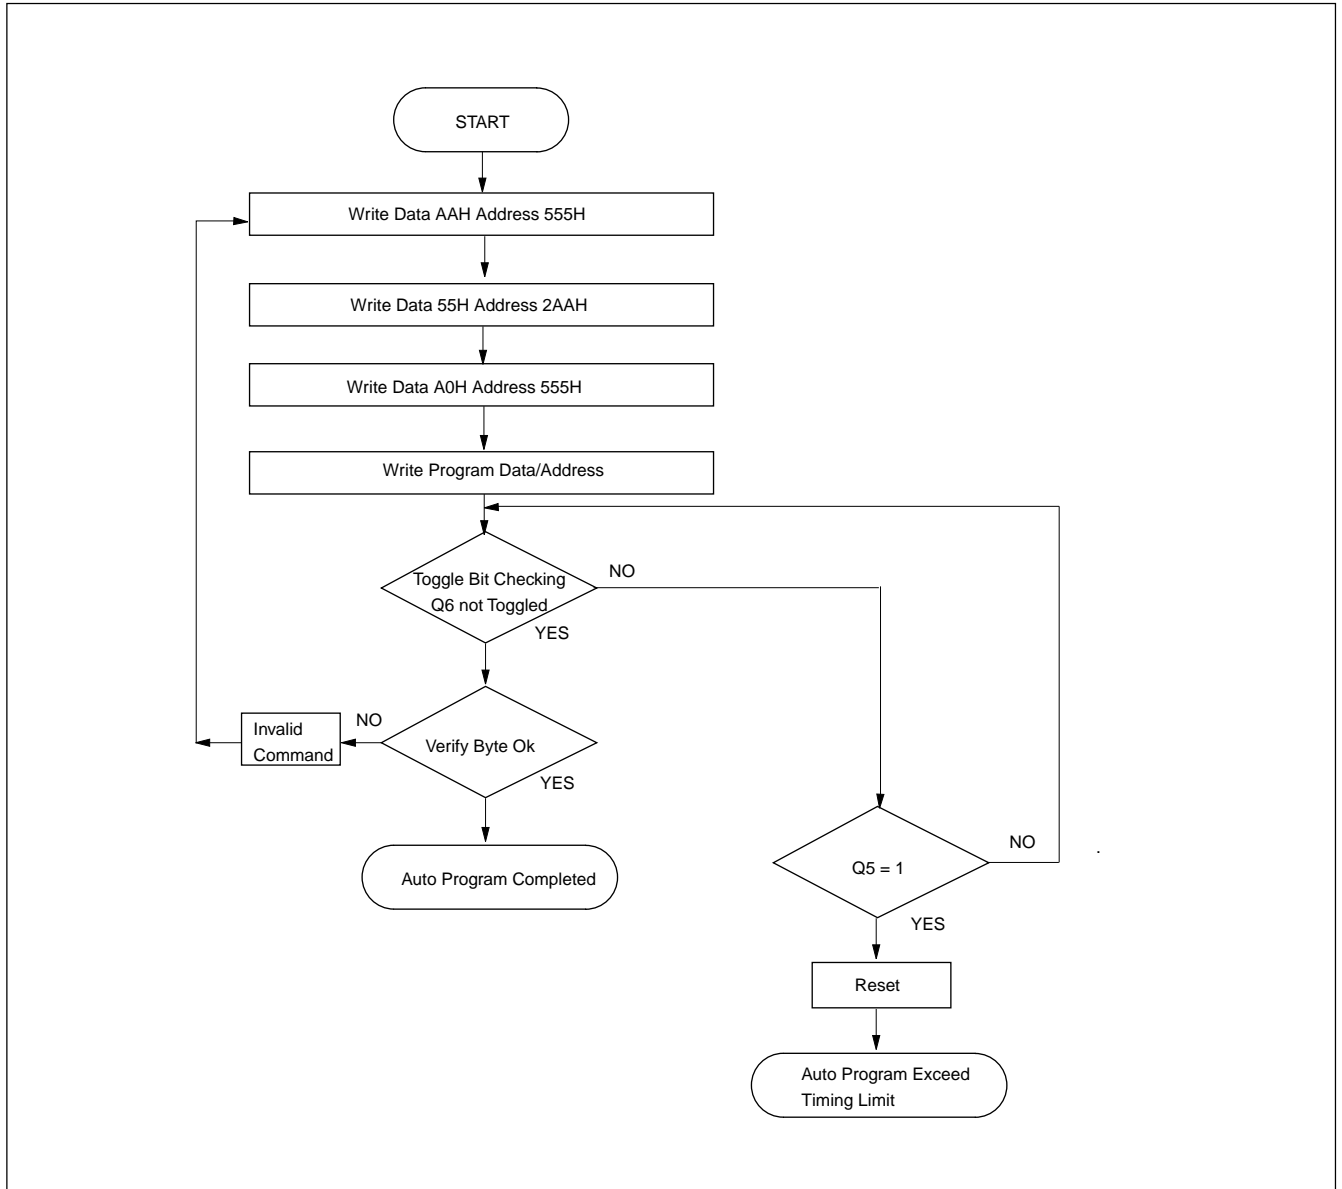 START
Write Data AAH Address 555H
Write Data 55H Address 2AAH
Write Data A0H Address 555H
Write Program Data/Address
Toggle Bit Checking
Q6 not Toggled
NO
YES
Invalid
Command
NO
Verify Byte Ok
YES
Auto Program Completed
Q5 = 1
NO
.
YES
Reset
Auto Program Exceed
Timing Limit